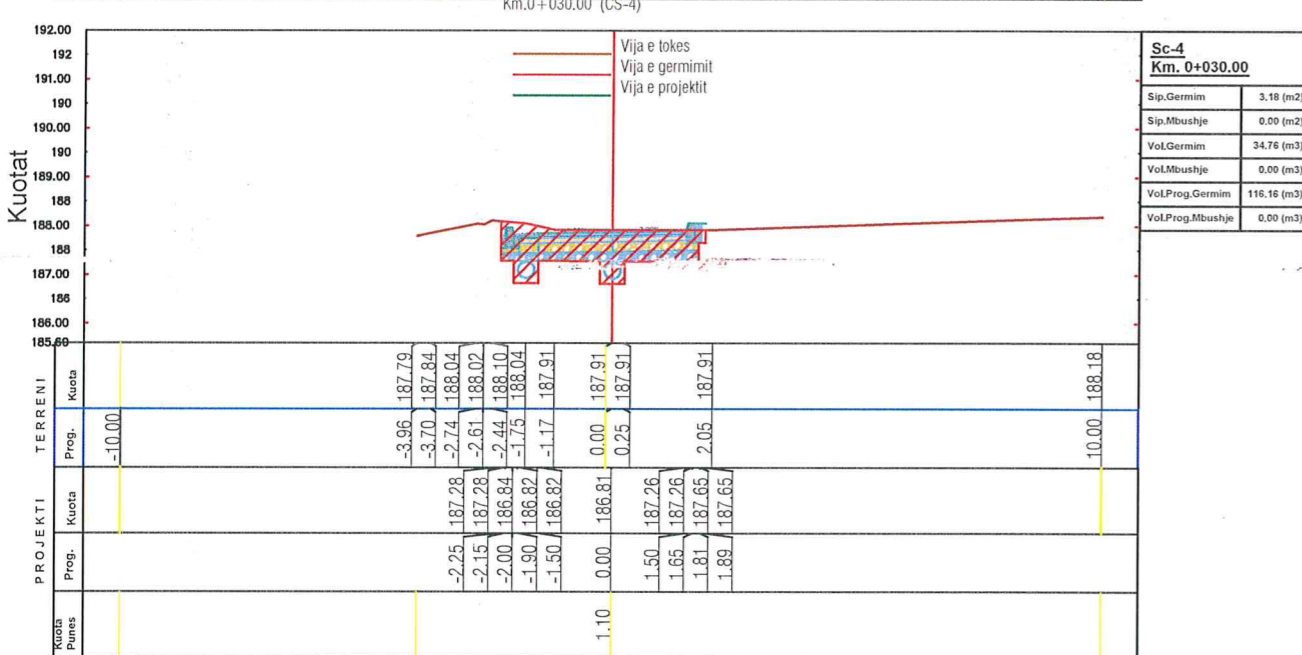 Km.0+030.00 (CS-4)
192.00
192
191.00
190
190.00
190
189.00
188
188.00
188
187.00
186
186.00
185.60
Kuotat
Vija e tokes
Vija e germimit
Vija e projektit
Sc-4
Km. 0+030.00
Sip.Germim 3.18 (m2)
Sip.Mbushje 0.00 (m2)
Vol.Germim 34.76 (m3)
Vol.Mbushje 0.00 (m3)
Vol.Prog.Germim 116.16 (m3)
Vol.Prog.Mbushje 0.00 (m3)
TERRENI
Kuota 187.79 187.84 188.04 188.02 188.10 188.04 187.91 187.91 187.91 187.91 188.18
Prog. -10.00 -3.96 -3.70 -2.74 -2.61 -2.44 -1.75 -1.17 0.00 0.25 2.05 10.00
PROJEKTI
Kuota 187.28 187.28 186.84 186.82 186.82 186.81 187.26 187.26 187.65 187.65
Prog. -2.25 -2.15 -2.00 -1.90 -1.50 0.00 1.50 1.65 1.81 1.89
Kuota
Punes 1.10